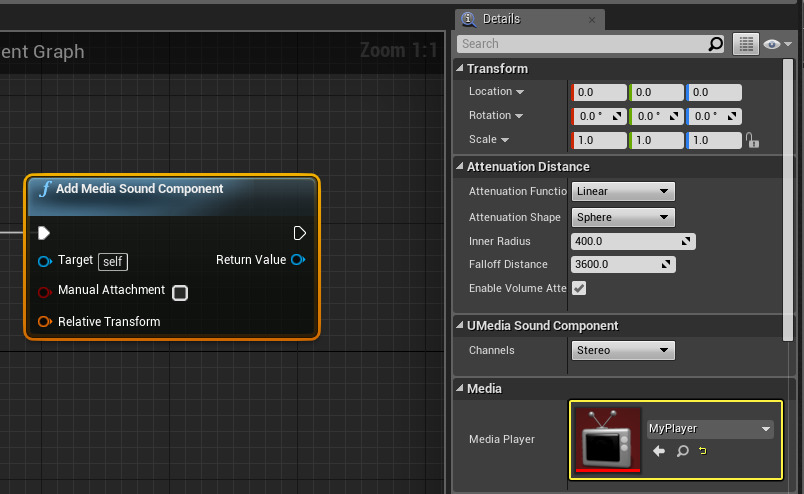 Details
ent Graph
Zoom 1:1
Search
Transform
Location
0.0 0.0 0.0
Rotation
0.0 ° 0.0 ° 0.0 °
Scale
1.0 1.0 1.0
Attenuation Distance
Attenuation Functio
Linear
Attenuation Shape
Sphere
Inner Radius
400.0
Falloff Distance
3600.0
Enable Volume Atte
UMedia Sound Component
Channels
Stereo
Media
Media Player
MyPlayer
f Add Media Sound Component
Target self
Return Value
Manual Attachment
Relative Transform